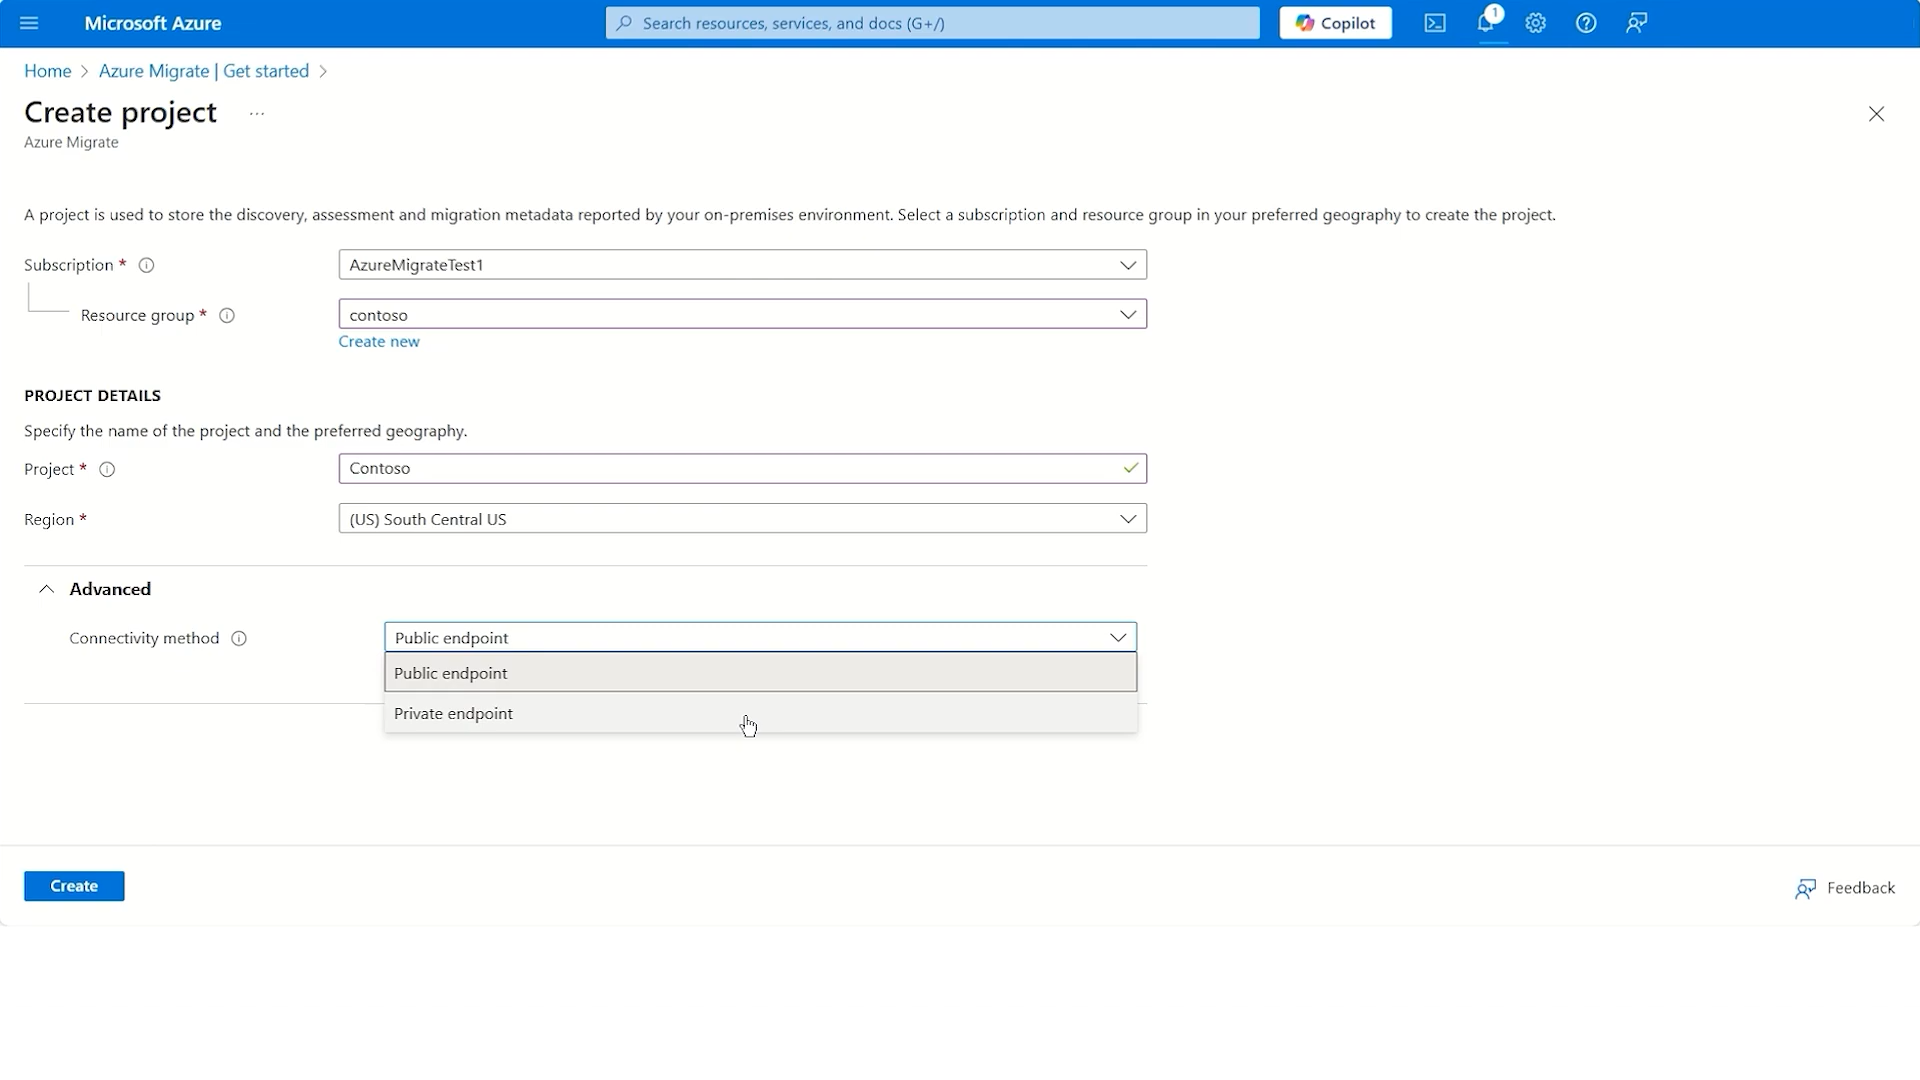 Microsoft Azure
Search resources, services, and docs (G+/)
Copilot
1
Home > Azure Migrate | Get started >
Create project ...
Azure Migrate
A project is used to store the discovery, assessment and migration metadata reported by your on-premises environment. Select a subscription and resource group in your preferred geography to create the project.
Subscription *
AzureMigrateTest1
Resource group *
contoso
Create new
PROJECT DETAILS
Specify the name of the project and the preferred geography.
Project *
Contoso
Region *
(US) South Central US
Advanced
Connectivity method
Public endpoint
Public endpoint
Private endpoint
Create
Feedback